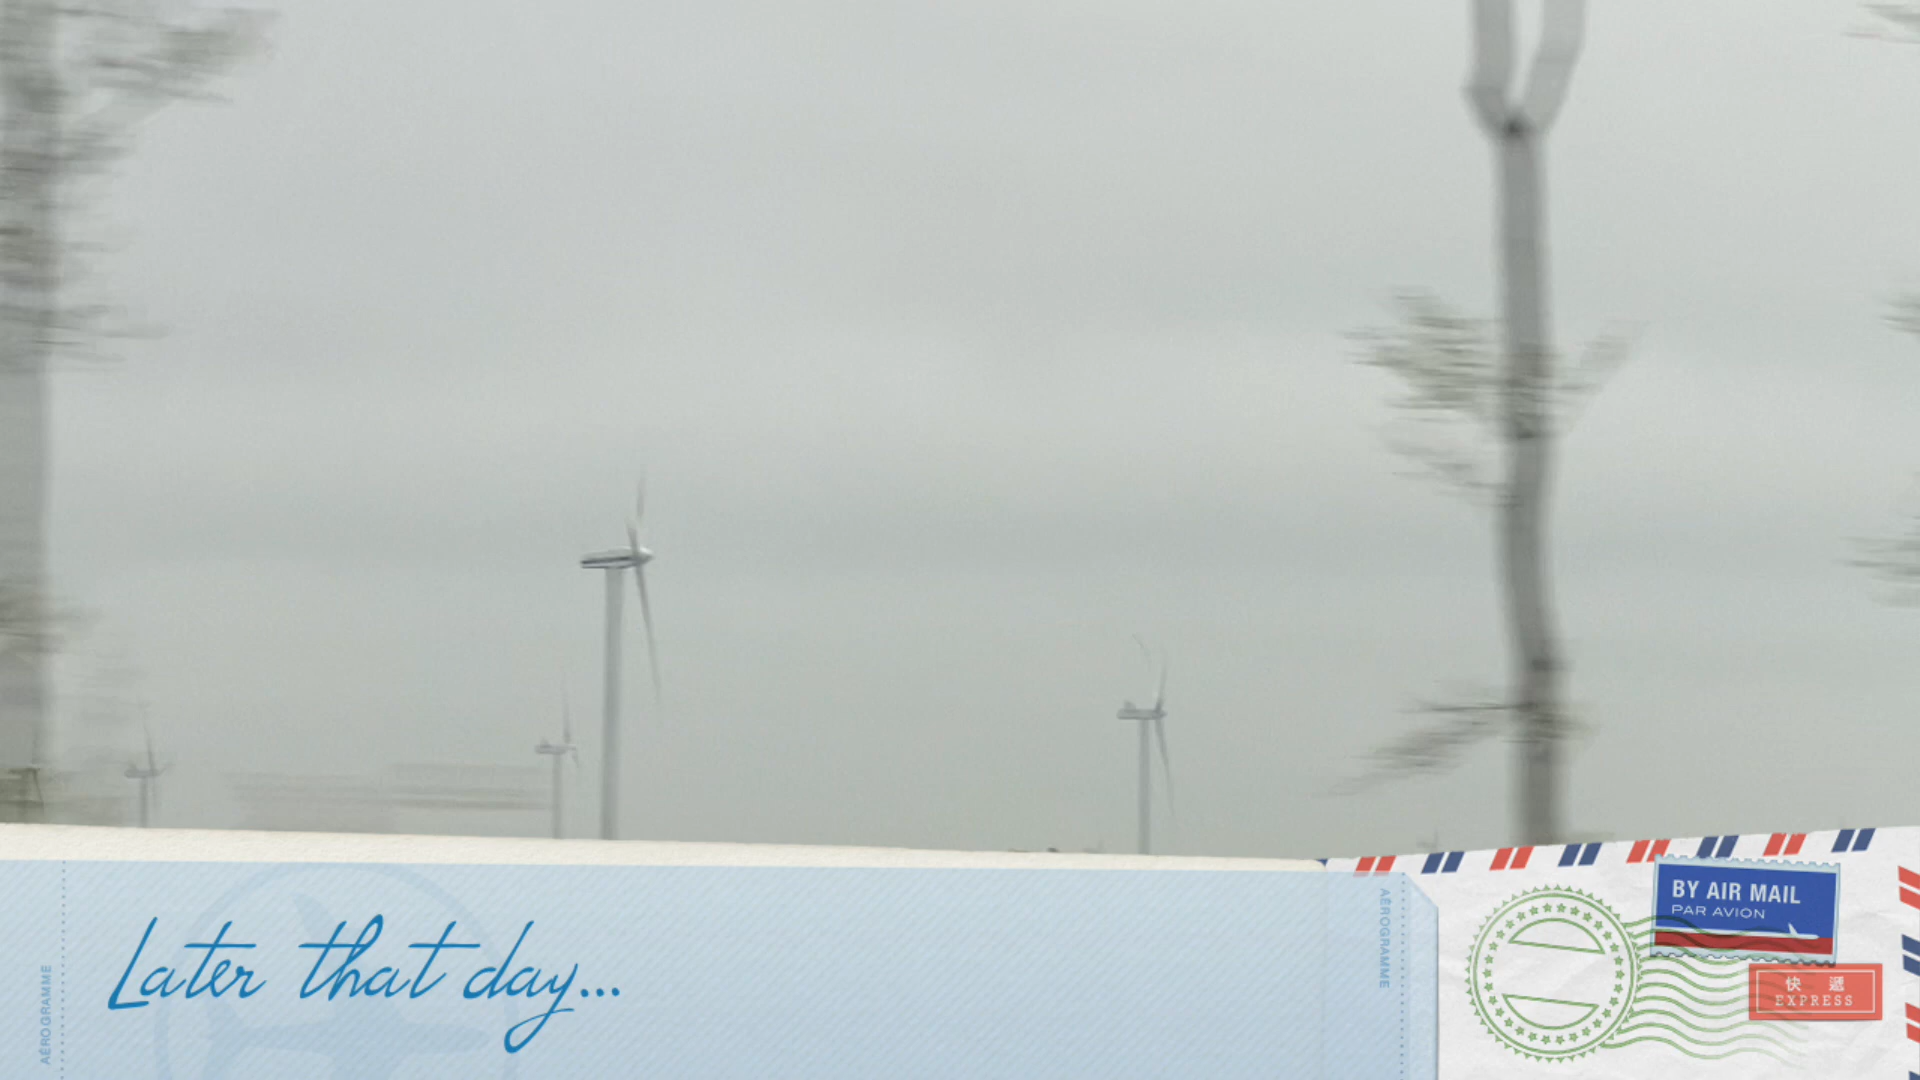 Later that day...
AÉROGRAMME
AÉROGRAMME
BY AIR MAIL
PAR AVION
快 遞
EXPRESS